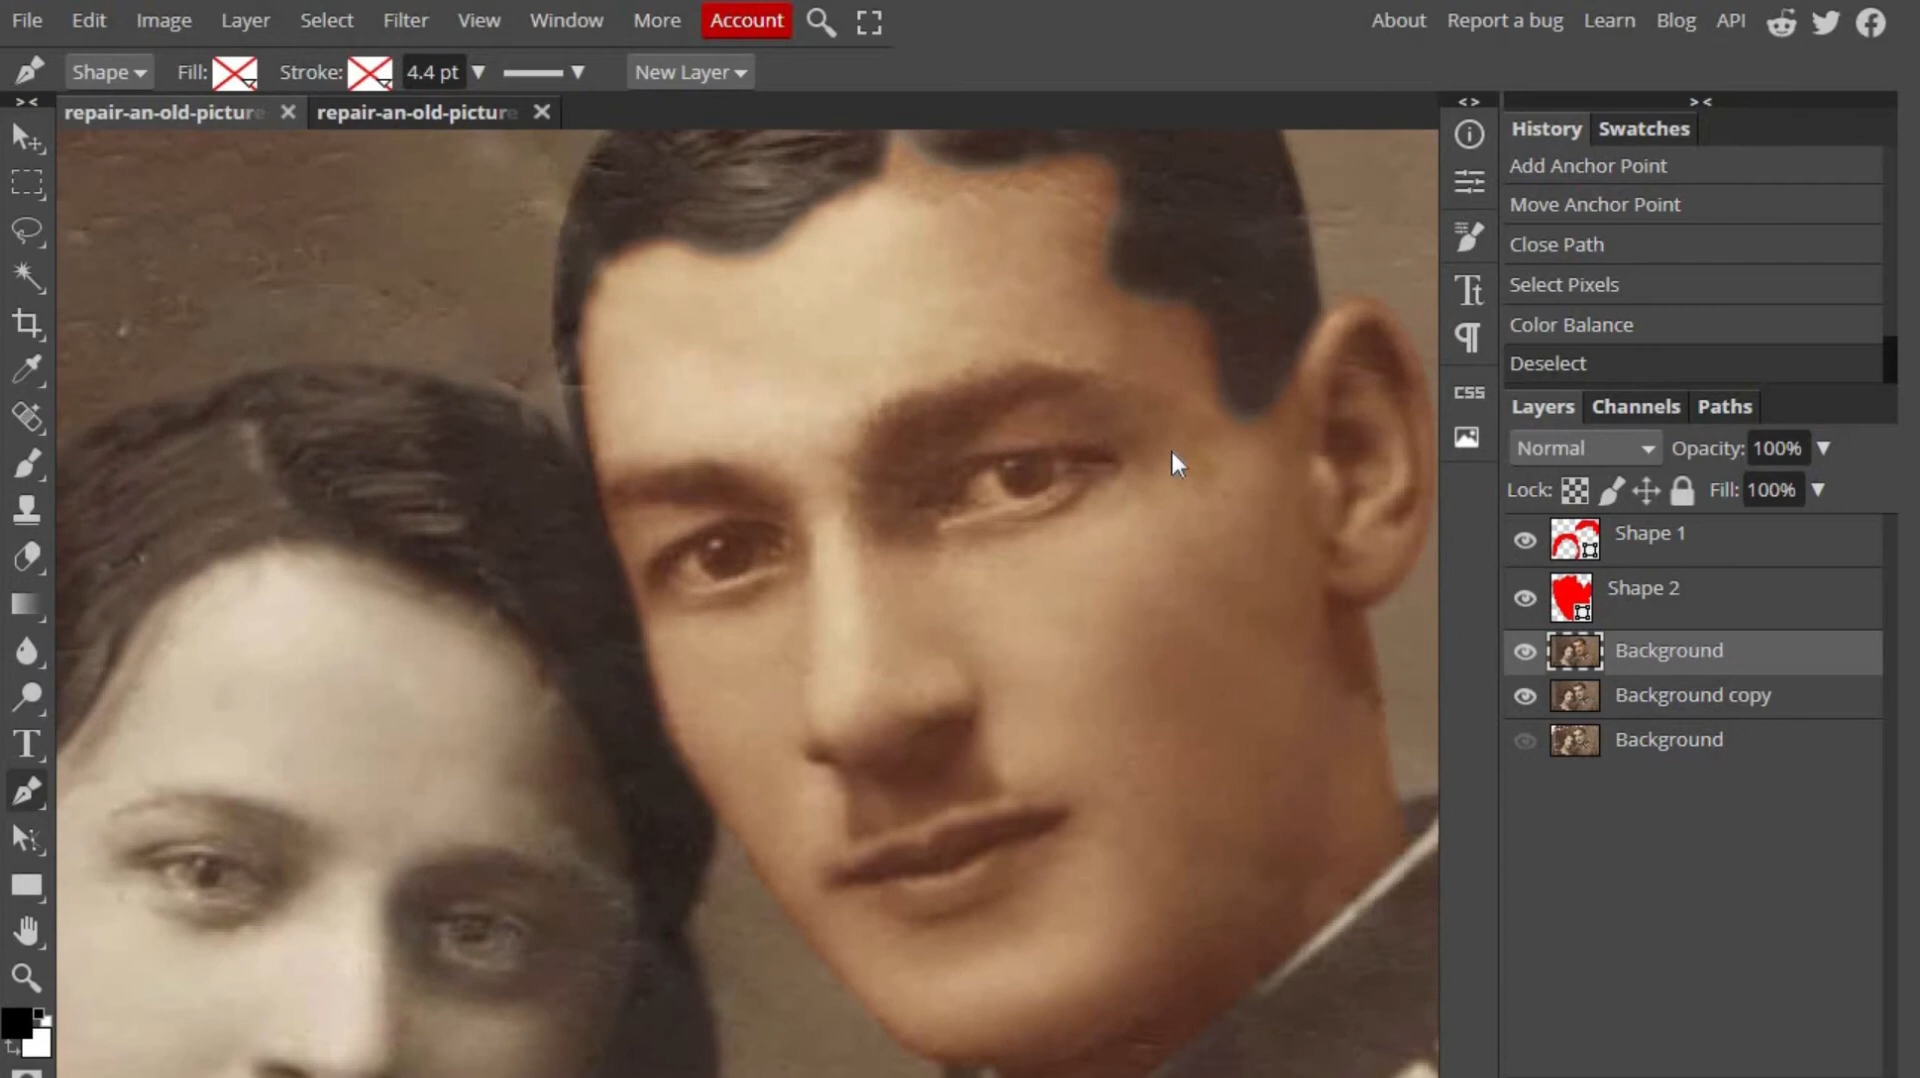 File Edit Image Layer Select Filter View Window More Account About Report a bug Learn Blog API
Shape Fill: Stroke: 4.4 pt New Layer
> < repair-an-old-picture repair-an-old-picture < > > <
History Swatches
Add Anchor Point
Move Anchor Point
Close Path
Select Pixels
Color Balance
Deselect
CSS
Layers Channels Paths
Normal Opacity: 100%
Lock: Fill: 100%
Shape 1
Shape 2
Background
Background copy
Background